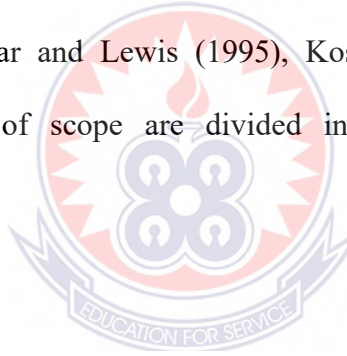 ar and Lewis (1995), Kos
of scope are divided in
EDUCATION FOR SERVICE